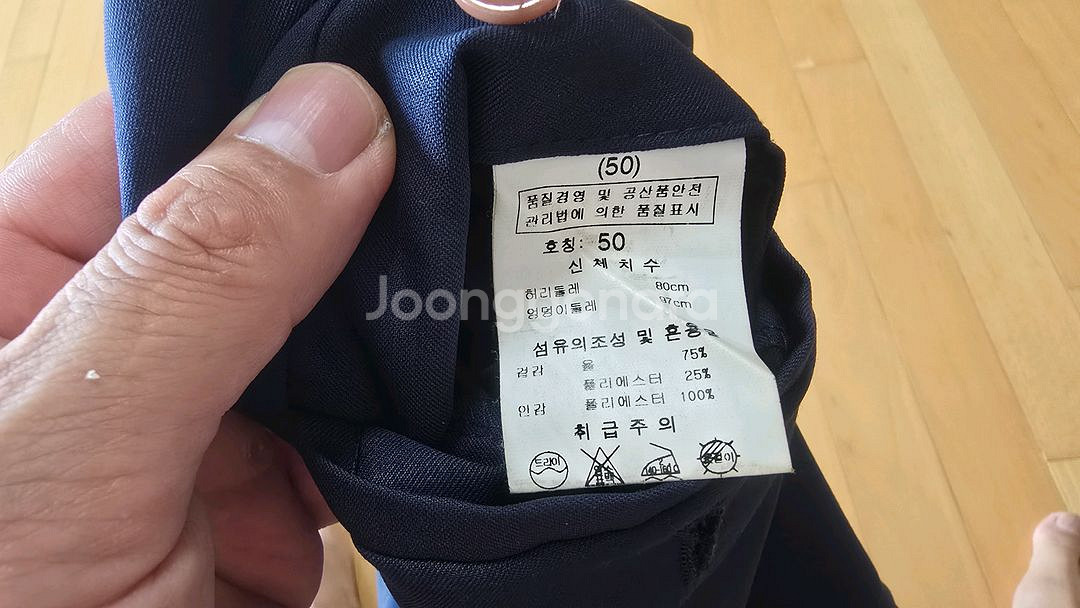 (50)
품질경영 및 공산품안전
관리법에 의한 품질표시
호칭: 50
신 체 치 수
허리둘레 80cm
엉덩이둘레 97cm
Joonggonara
섬유의조성 및 혼용율
겉감 울 75%
폴리에스터 25%
안감 폴리에스터 100%
취 급 주 의
드라이